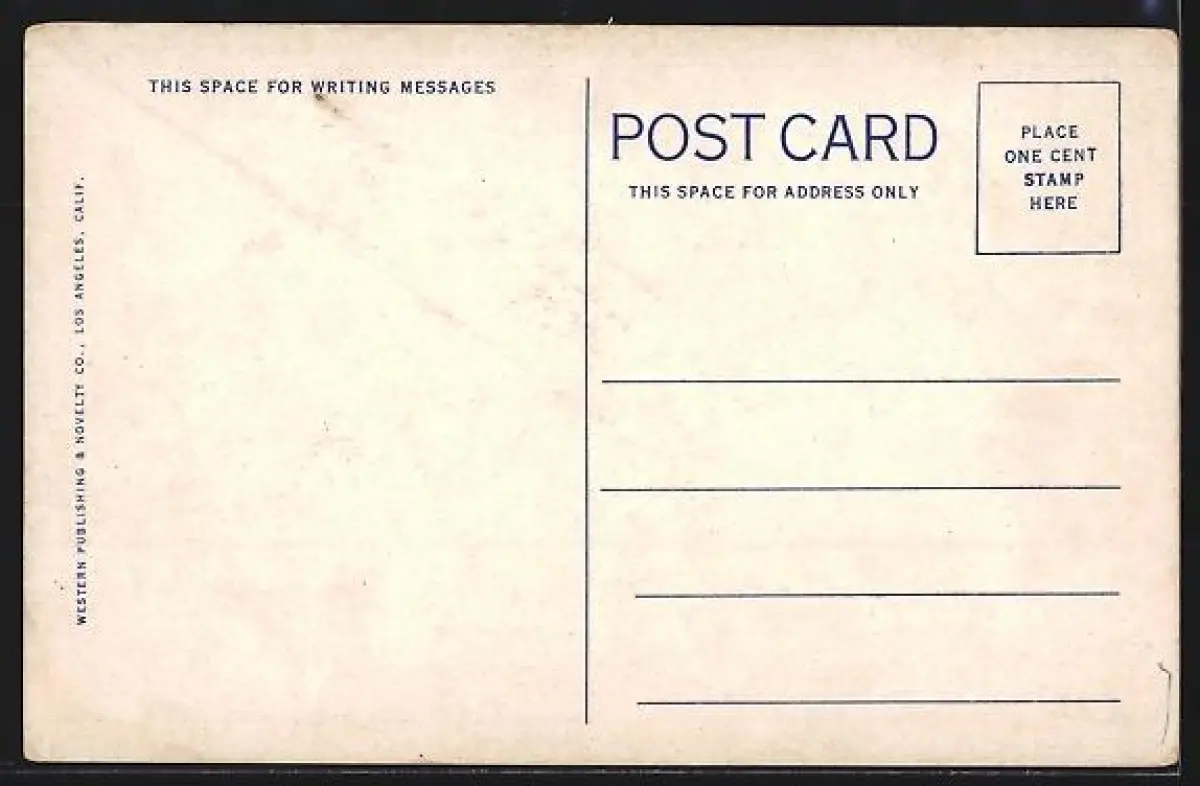 THIS SPACE FOR WRITING MESSAGES
POST CARD
THIS SPACE FOR ADDRESS ONLY
PLACE
ONE CENT
STAMP
HERE
WESTERN PUBLISHING & NOVELTY CO., LOS ANGELES, CALIF.